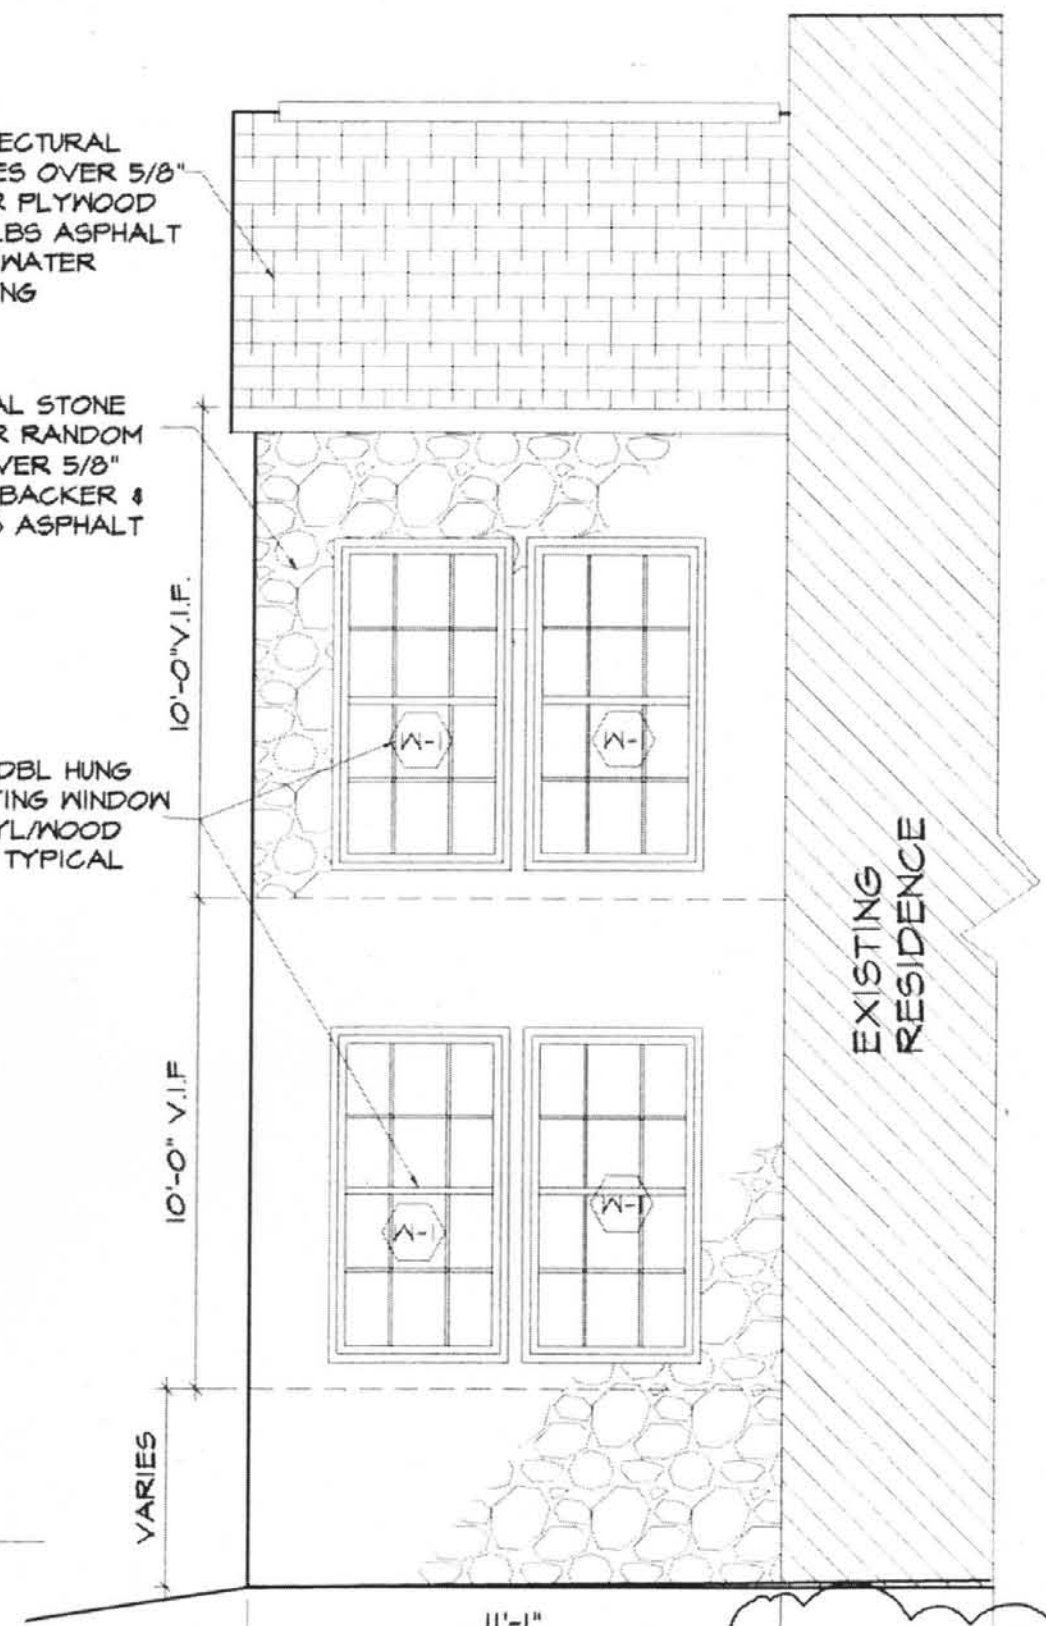 ECTURAL
ES OVER 5/8"
R PLYWOOD
LBS ASPHALT
WATER
NG
AL STONE
R RANDOM
VER 5/8"
BACKER &
S ASPHALT
10'-0" V.I.F.
DBL HUNG
TING WINDOW
YL/WOOD
TYPICAL
W-1
W-1
EXISTING
RESIDENCE
10'-0" V.I.F
W-1
W-1
VARIES
11'-1"